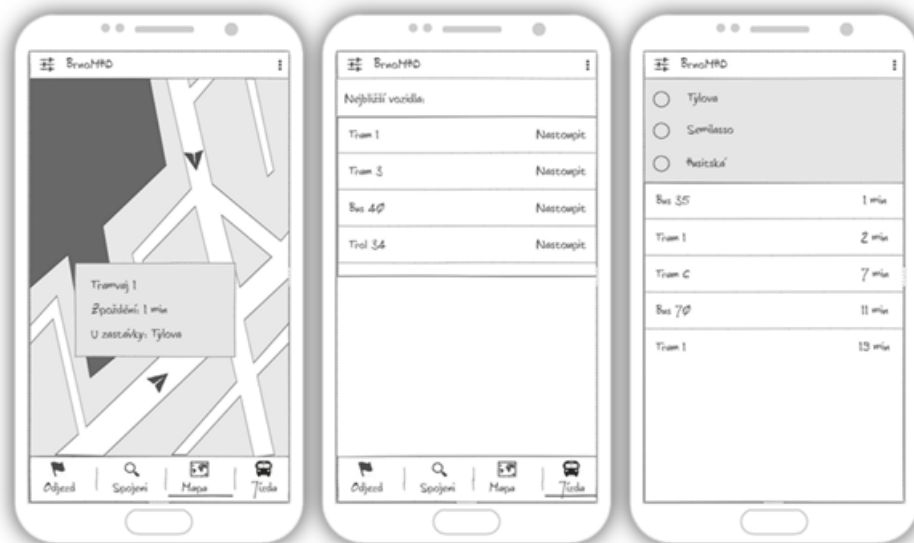 BrnoMHD
Tramvaj 1
Zpoždění: 1 min
U zastávky: Týlova
Odjezd
Spojení
Mapa
Jízda
BrnoMHD
Nejbližší vozidla:
Tram 1 Nastoupit
Tram 3 Nastoupit
Bus 40 Nastoupit
Trol 34 Nastoupit
Odjezd
Spojení
Mapa
Jízda
BrnoMHD
Týlova
Semilasso
Husitská
Bus 35 1 min
Tram 1 2 min
Tram 6 7 min
Bus 70 11 min
Tram 1 13 min